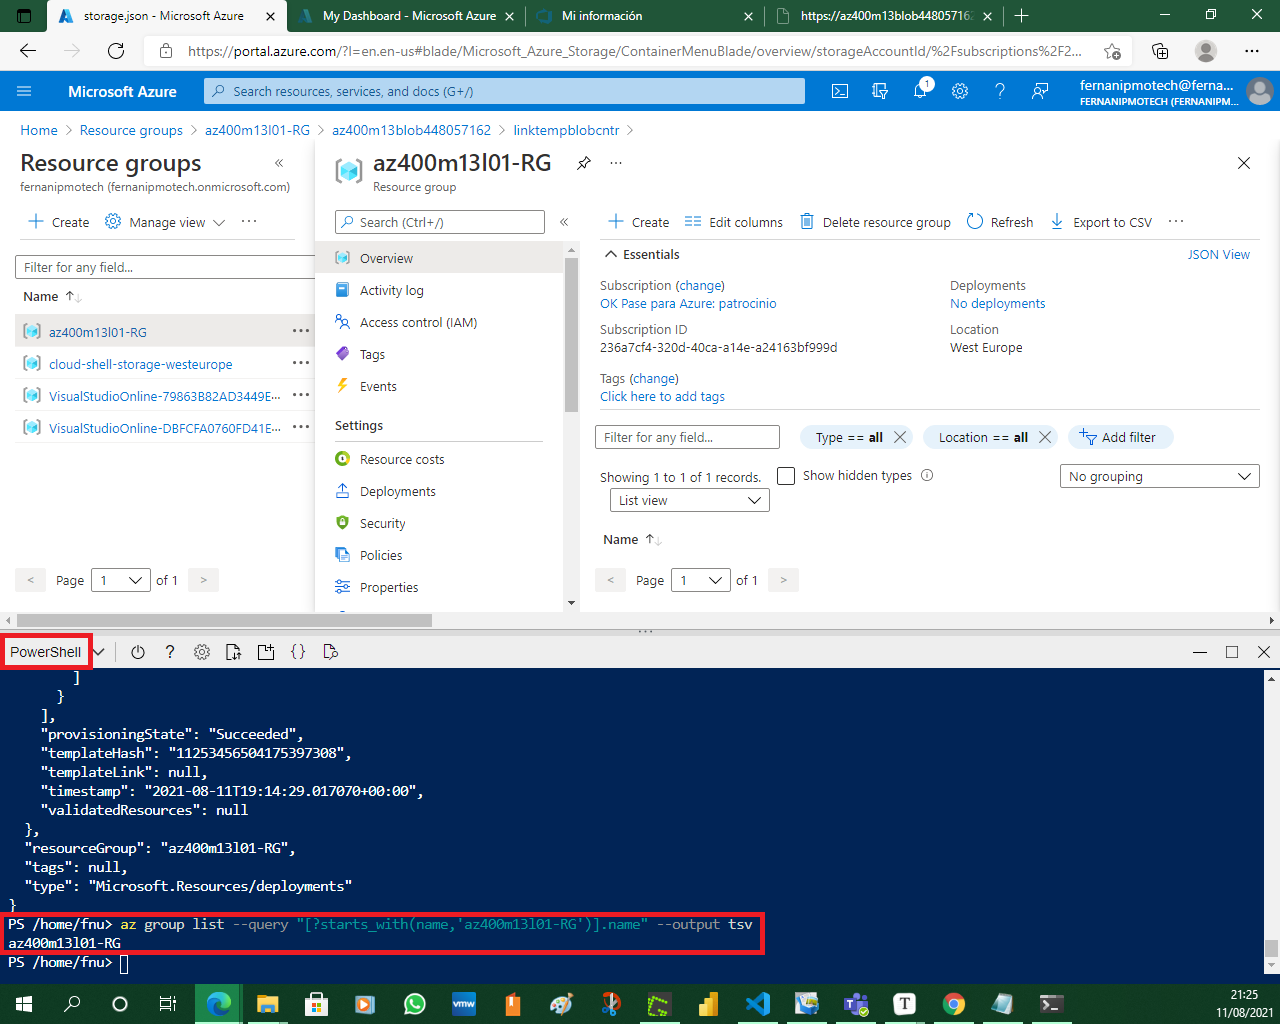 storage.json - Microsoft Azure
My Dashboard - Microsoft Azure
Mi información
https://az400m13blob44805716
https://portal.azure.com/?l=en.en-us#blade/Microsoft_Azure_Storage/ContainerMenuBlade/overview/storageAccountId/%2Fsubscriptions%2F2...
Microsoft Azure
Search resources, services, and docs (G+/)
1
fernanipmotech@ferna...
FERNANIPMOTECH (FERNANIPM...
Home > Resource groups > az400m13l01-RG > az400m13blob448057162 > linktempblobcntr >
Resource groups «
fernanipmotech (fernanipmotech.onmicrosoft.com)
+ Create Manage view ...
Filter for any field...
Name ↑↓
az400m13l01-RG ...
cloud-shell-storage-westeurope ...
VisualStudioOnline-79863B82AD3449E... ...
VisualStudioOnline-DBFCFA0760FD41E... ...
< Page 1 of 1 >
az400m13l01-RG ...
Resource group
Search (Ctrl+/) «
Overview
Activity log
Access control (IAM)
Tags
Events
Settings
Resource costs
Deployments
Security
Policies
Properties
+ Create Edit columns Delete resource group Refresh Export to CSV ...
Essentials JSON View
Subscription (change)
OK Pase para Azure: patrocinio
Subscription ID
236a7cf4-320d-40ca-a14e-a24163bf999d
Deployments
No deployments
Location
West Europe
Tags (change)
Click here to add tags
Filter for any field... Type == all Location == all Add filter
Showing 1 to 1 of 1 records. Show hidden types No grouping
List view
Name ↑↓
< Page 1 of 1 >
PowerShell ? {}
]
}
],
"provisioningState": "Succeeded",
"templateHash": "11253456504175397308",
"templateLink": null,
"timestamp": "2021-08-11T19:14:29.017070+00:00",
"validatedResources": null
},
"resourceGroup": "az400m13l01-RG",
"tags": null,
"type": "Microsoft.Resources/deployments"
}
PS /home/fnu> az group list --query "[?starts_with(name,'az400m13l01-RG')].name" --output tsv
az400m13l01-RG
PS /home/fnu>
vmw
T
21:25
11/08/2021